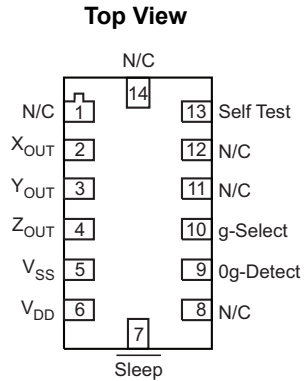 Top View
N/C
14
N/C 1 13 Self Test
XOUT 2 12 N/C
YOUT 3 11 N/C
ZOUT 4 10 g-Select
VSS 5 9 0g-Detect
VDD 6 8 N/C
7
Sleep